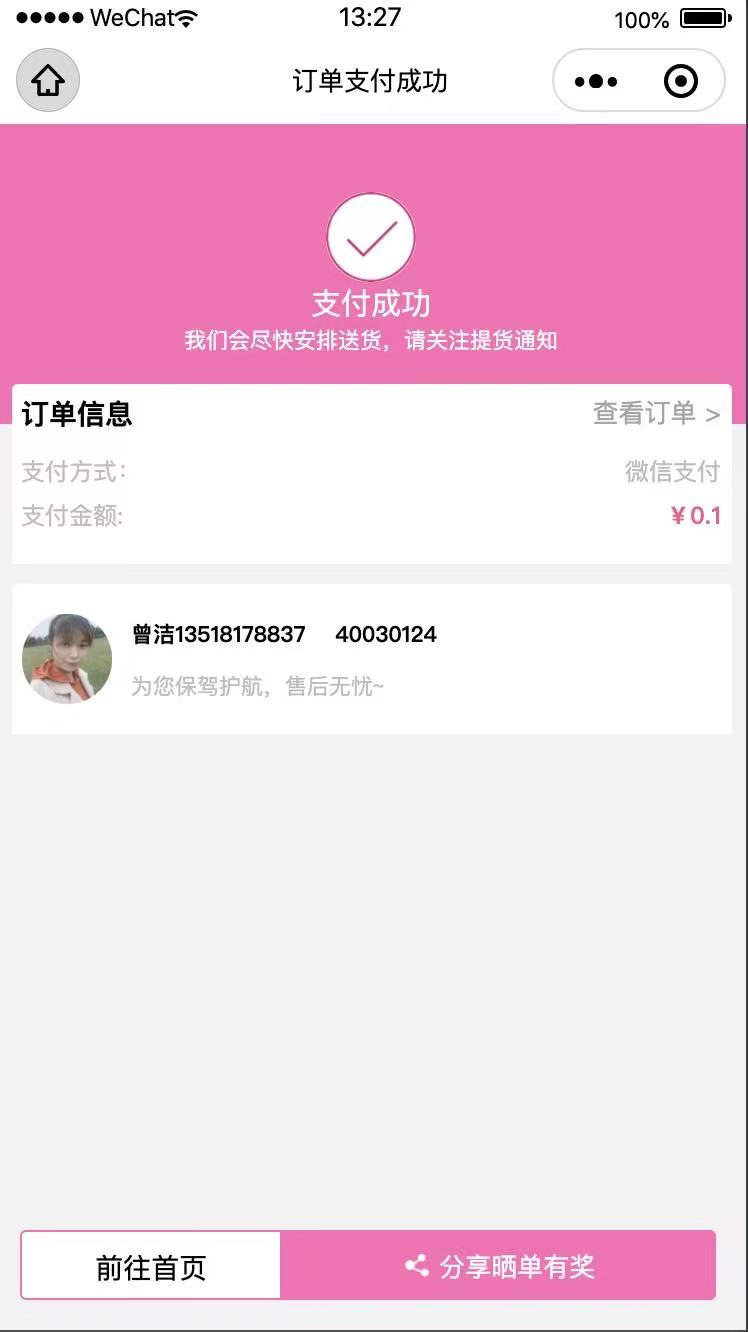 WeChat 13:27 100%
订单支付成功
支付成功
我们会尽快安排送货，请关注提货通知
订单信息 查看订单 >
支付方式： 微信支付
支付金额: ¥0.1
曾洁13518178837 40030124
为您保驾护航，售后无忧~
前往首页 分享晒单有奖